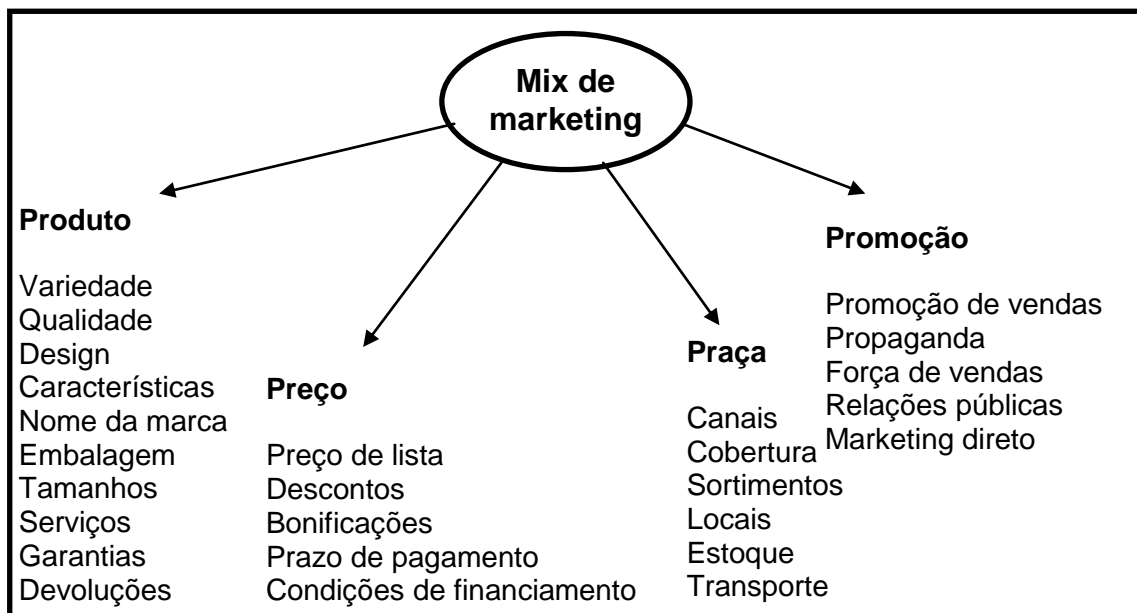 Mix de
marketing
Produto
Variedade
Qualidade
Design
Características
Nome da marca
Embalagem
Tamanhos
Serviços
Garantias
Devoluções
Preço
Preço de lista
Descontos
Bonificações
Prazo de pagamento
Condições de financiamento
Praça
Canais
Cobertura
Sortimentos
Locais
Estoque
Transporte
Promoção
Promoção de vendas
Propaganda
Força de vendas
Relações públicas
Marketing direto